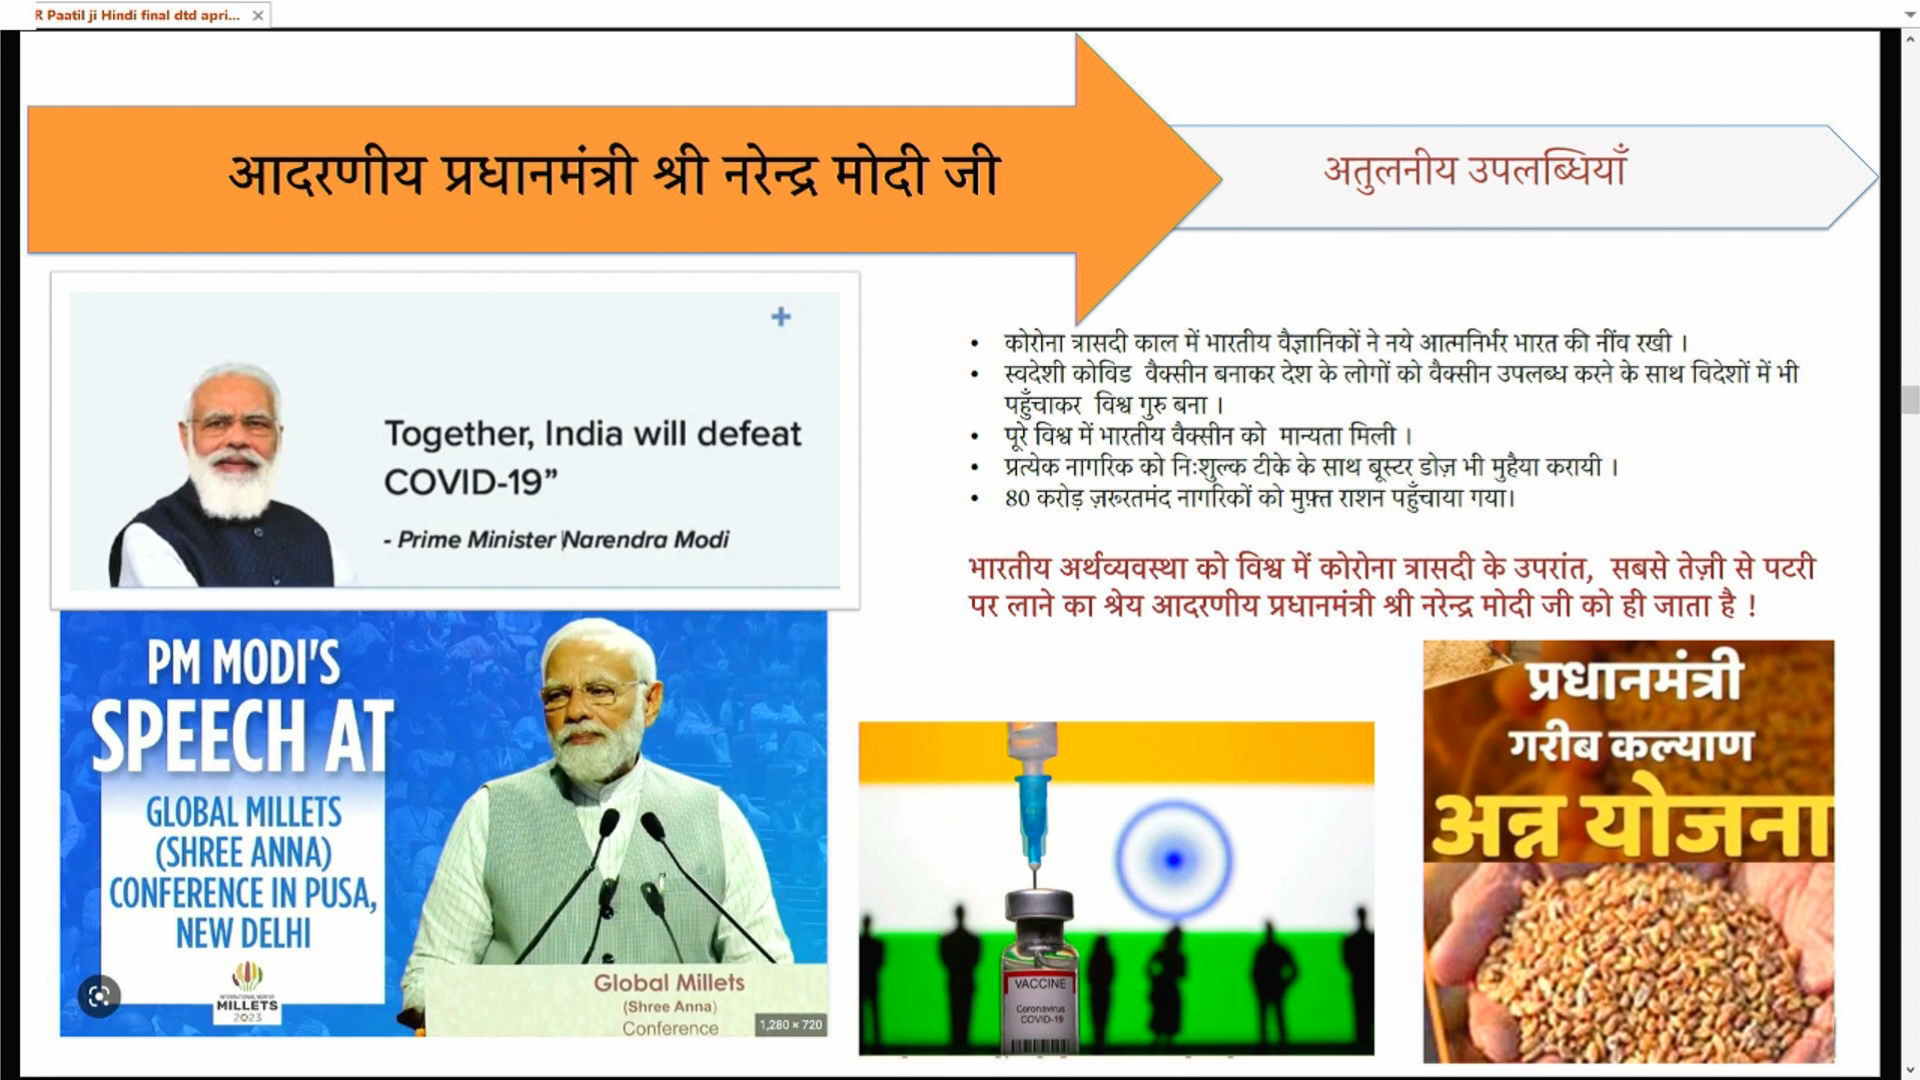 R Paatil ji Hindi final dtd apri...
आदरणीय प्रधानमंत्री श्री नरेन्द्र मोदी जी
अतुलनीय उपलब्धियाँ
Together, India will defeat
COVID-19”
- Prime Minister Narendra Modi
• कोरोना त्रासदी काल में भारतीय वैज्ञानिकों ने नये आत्मनिर्भर भारत की नींव रखी ।
• स्वदेशी कोविड वैक्सीन बनाकर देश के लोगों को वैक्सीन उपलब्ध करने के साथ विदेशों में भी
पहुँचाकर विश्व गुरु बना ।
• पूरे विश्व में भारतीय वैक्सीन को मान्यता मिली ।
• प्रत्येक नागरिक को निःशुल्क टीके के साथ बूस्टर डोज़ भी मुहैया करायी ।
• 80 करोड़ ज़रूरतमंद नागरिकों को मुफ़्त राशन पहुँचाया गया।
भारतीय अर्थव्यवस्था को विश्व में कोरोना त्रासदी के उपरांत, सबसे तेज़ी से पटरी
पर लाने का श्रेय आदरणीय प्रधानमंत्री श्री नरेन्द्र मोदी जी को ही जाता है !
PM MODI'S
SPEECH AT
GLOBAL MILLETS
(SHREE ANNA)
CONFERENCE IN PUSA,
NEW DELHI
INTERNATIONAL YEAR OF
MILLETS
2023
Global Millets
(Shree Anna)
Conference
1,280 × 720
VACCINE
Coronavirus
COVID-19
प्रधानमंत्री
गरीब कल्याण
अन्न योजना